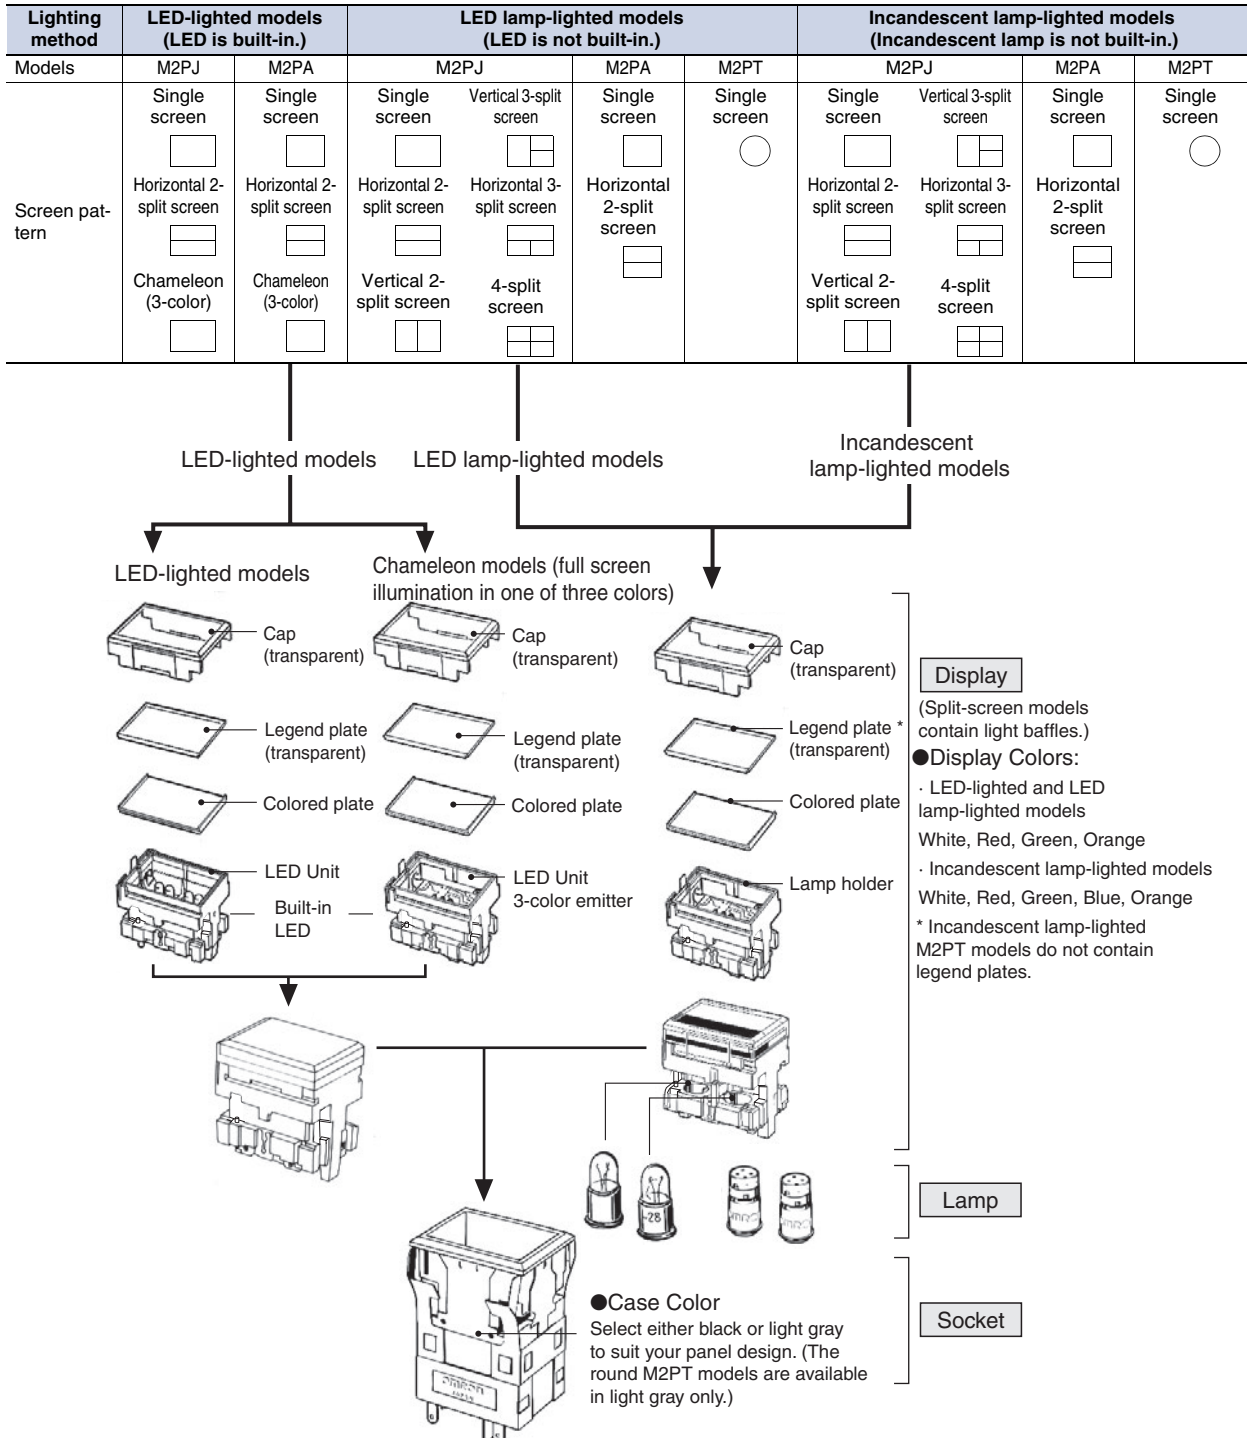 Lighting method
LED-lighted models (LED is built-in.)
LED lamp-lighted models (LED is not built-in.)
Incandescent lamp-lighted models (Incandescent lamp is not built-in.)
Models
M2PJ
M2PA
M2PJ
M2PA
M2PT
M2PJ
M2PA
M2PT
Screen pat-
tern
Single
screen
Horizontal 2-
split screen
Chameleon
(3-color)
Single
screen
Horizontal 2-
split screen
Chameleon
(3-color)
Single
screen
Horizontal 2-
split screen
Vertical 2-
split screen
Vertical 3-split
screen
Horizontal 3-
split screen
4-split
screen
Single
screen
Horizontal
2-split
screen
Single
screen
Single
screen
Horizontal 2-
split screen
Vertical 2-
split screen
Vertical 3-split
screen
Horizontal 3-
split screen
4-split
screen
Single
screen
Horizontal
2-split
screen
Single
screen
LED-lighted models
LED lamp-lighted models
Incandescent
lamp-lighted models
LED-lighted models
Chameleon models (full screen
illumination in one of three colors)
Cap
(transparent)
Legend plate
(transparent)
Colored plate
LED Unit
Built-in
LED
Cap
(transparent)
Legend plate
(transparent)
Colored plate
LED Unit
3-color emitter
Cap
(transparent)
Legend plate *
(transparent)
Colored plate
Lamp holder
Display
(Split-screen models
contain light baffles.)
●Display Colors:
· LED-lighted and LED
lamp-lighted models
White, Red, Green, Orange
· Incandescent lamp-lighted models
White, Red, Green, Blue, Orange
* Incandescent lamp-lighted
M2PT models do not contain
legend plates.
-28
Lamp
●Case Color
Select either black or light gray
to suit your panel design. (The
round M2PT models are available
in light gray only.)
Socket
omron
JAPAN